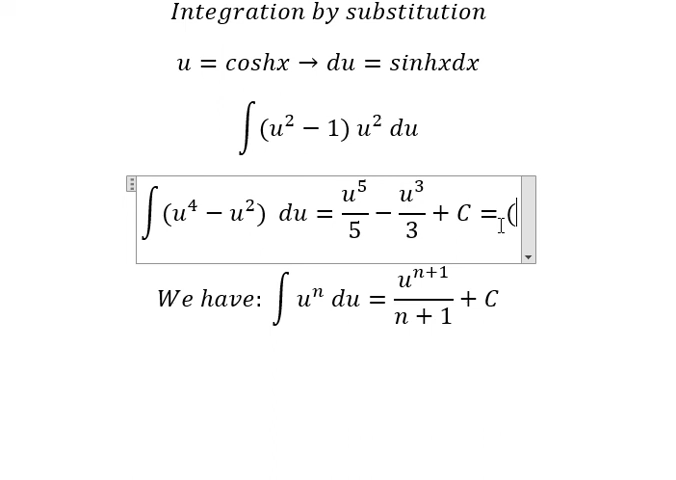 Integration by substitution
u = coshx → du = sinhxdx
∫(u² − 1) u² du
∫(u⁴ − u²) du = u⁵/5 − u³/3 + C = (
We have: ∫ uⁿ du = uⁿ⁺¹/(n + 1) + C